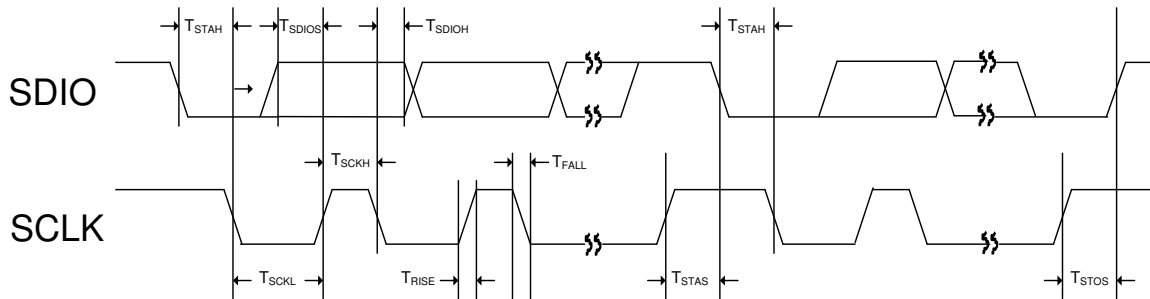 TSTAH TSDIOS TSDIOH TSTAH
SDIO
TSCKH TFALL
SCLK
TSCKL TRISE TSTAS TSTOS